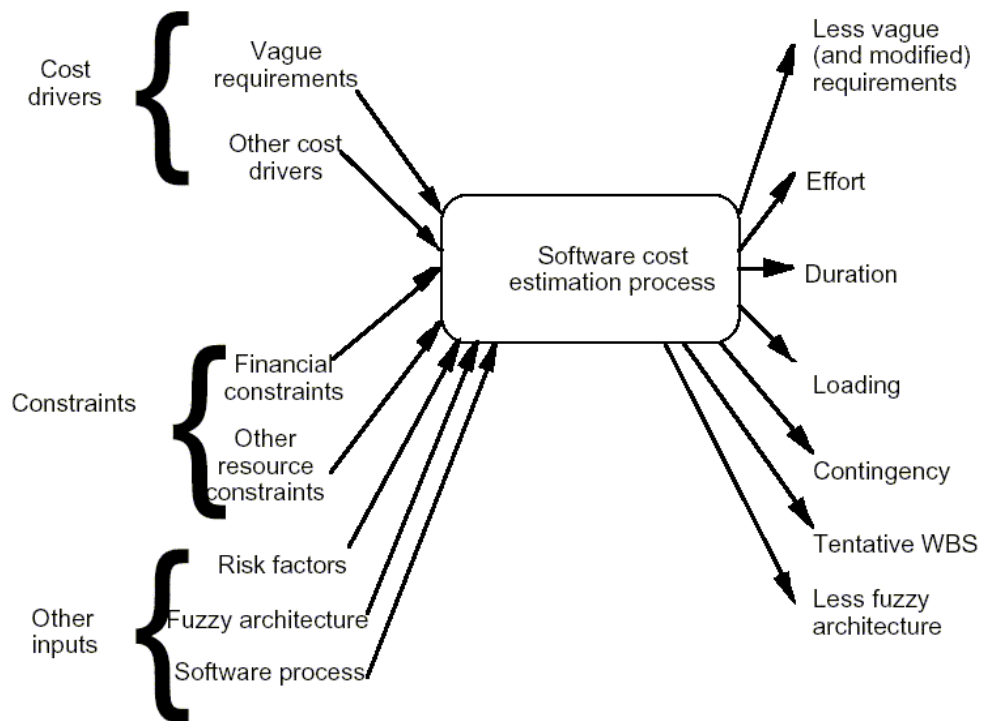 Cost
drivers
Vague
requirements
Other cost
drivers
Constraints
Financial
constraints
Other
resource
constraints
Other
inputs
Risk factors
Fuzzy architecture
Software process
Software cost
estimation process
Less vague
(and modified)
requirements
Effort
Duration
Loading
Contingency
Tentative WBS
Less fuzzy
architecture